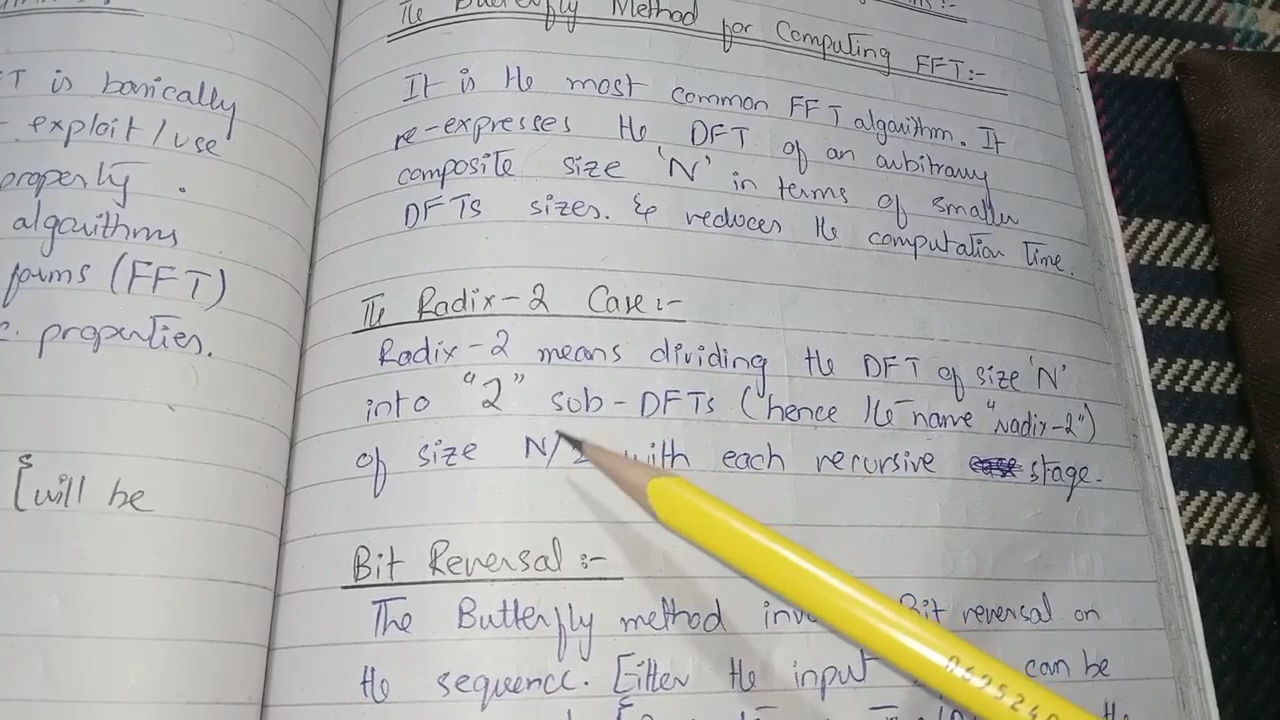 T is basically
exploit/use
property.
algorithms
forms (FFT)
properties.
[will be
The Butterfly Method for Computing FFT:-
It is the most common FFT algorithm. It
re-expresses the DFT of an arbitrary
composite size 'N' in terms of smaller
DFTs sizes. & reduces the computation Time.
The Radix-2 Case:-
Radix-2 means dividing the DFT of size 'N'
into "2" sub-DFTs (hence the name "radix-2")
of size N/2 with each recursive stage.
Bit Reversal:-
The Butterfly method Bit reversal on
the sequence. Either the input can be
0695240